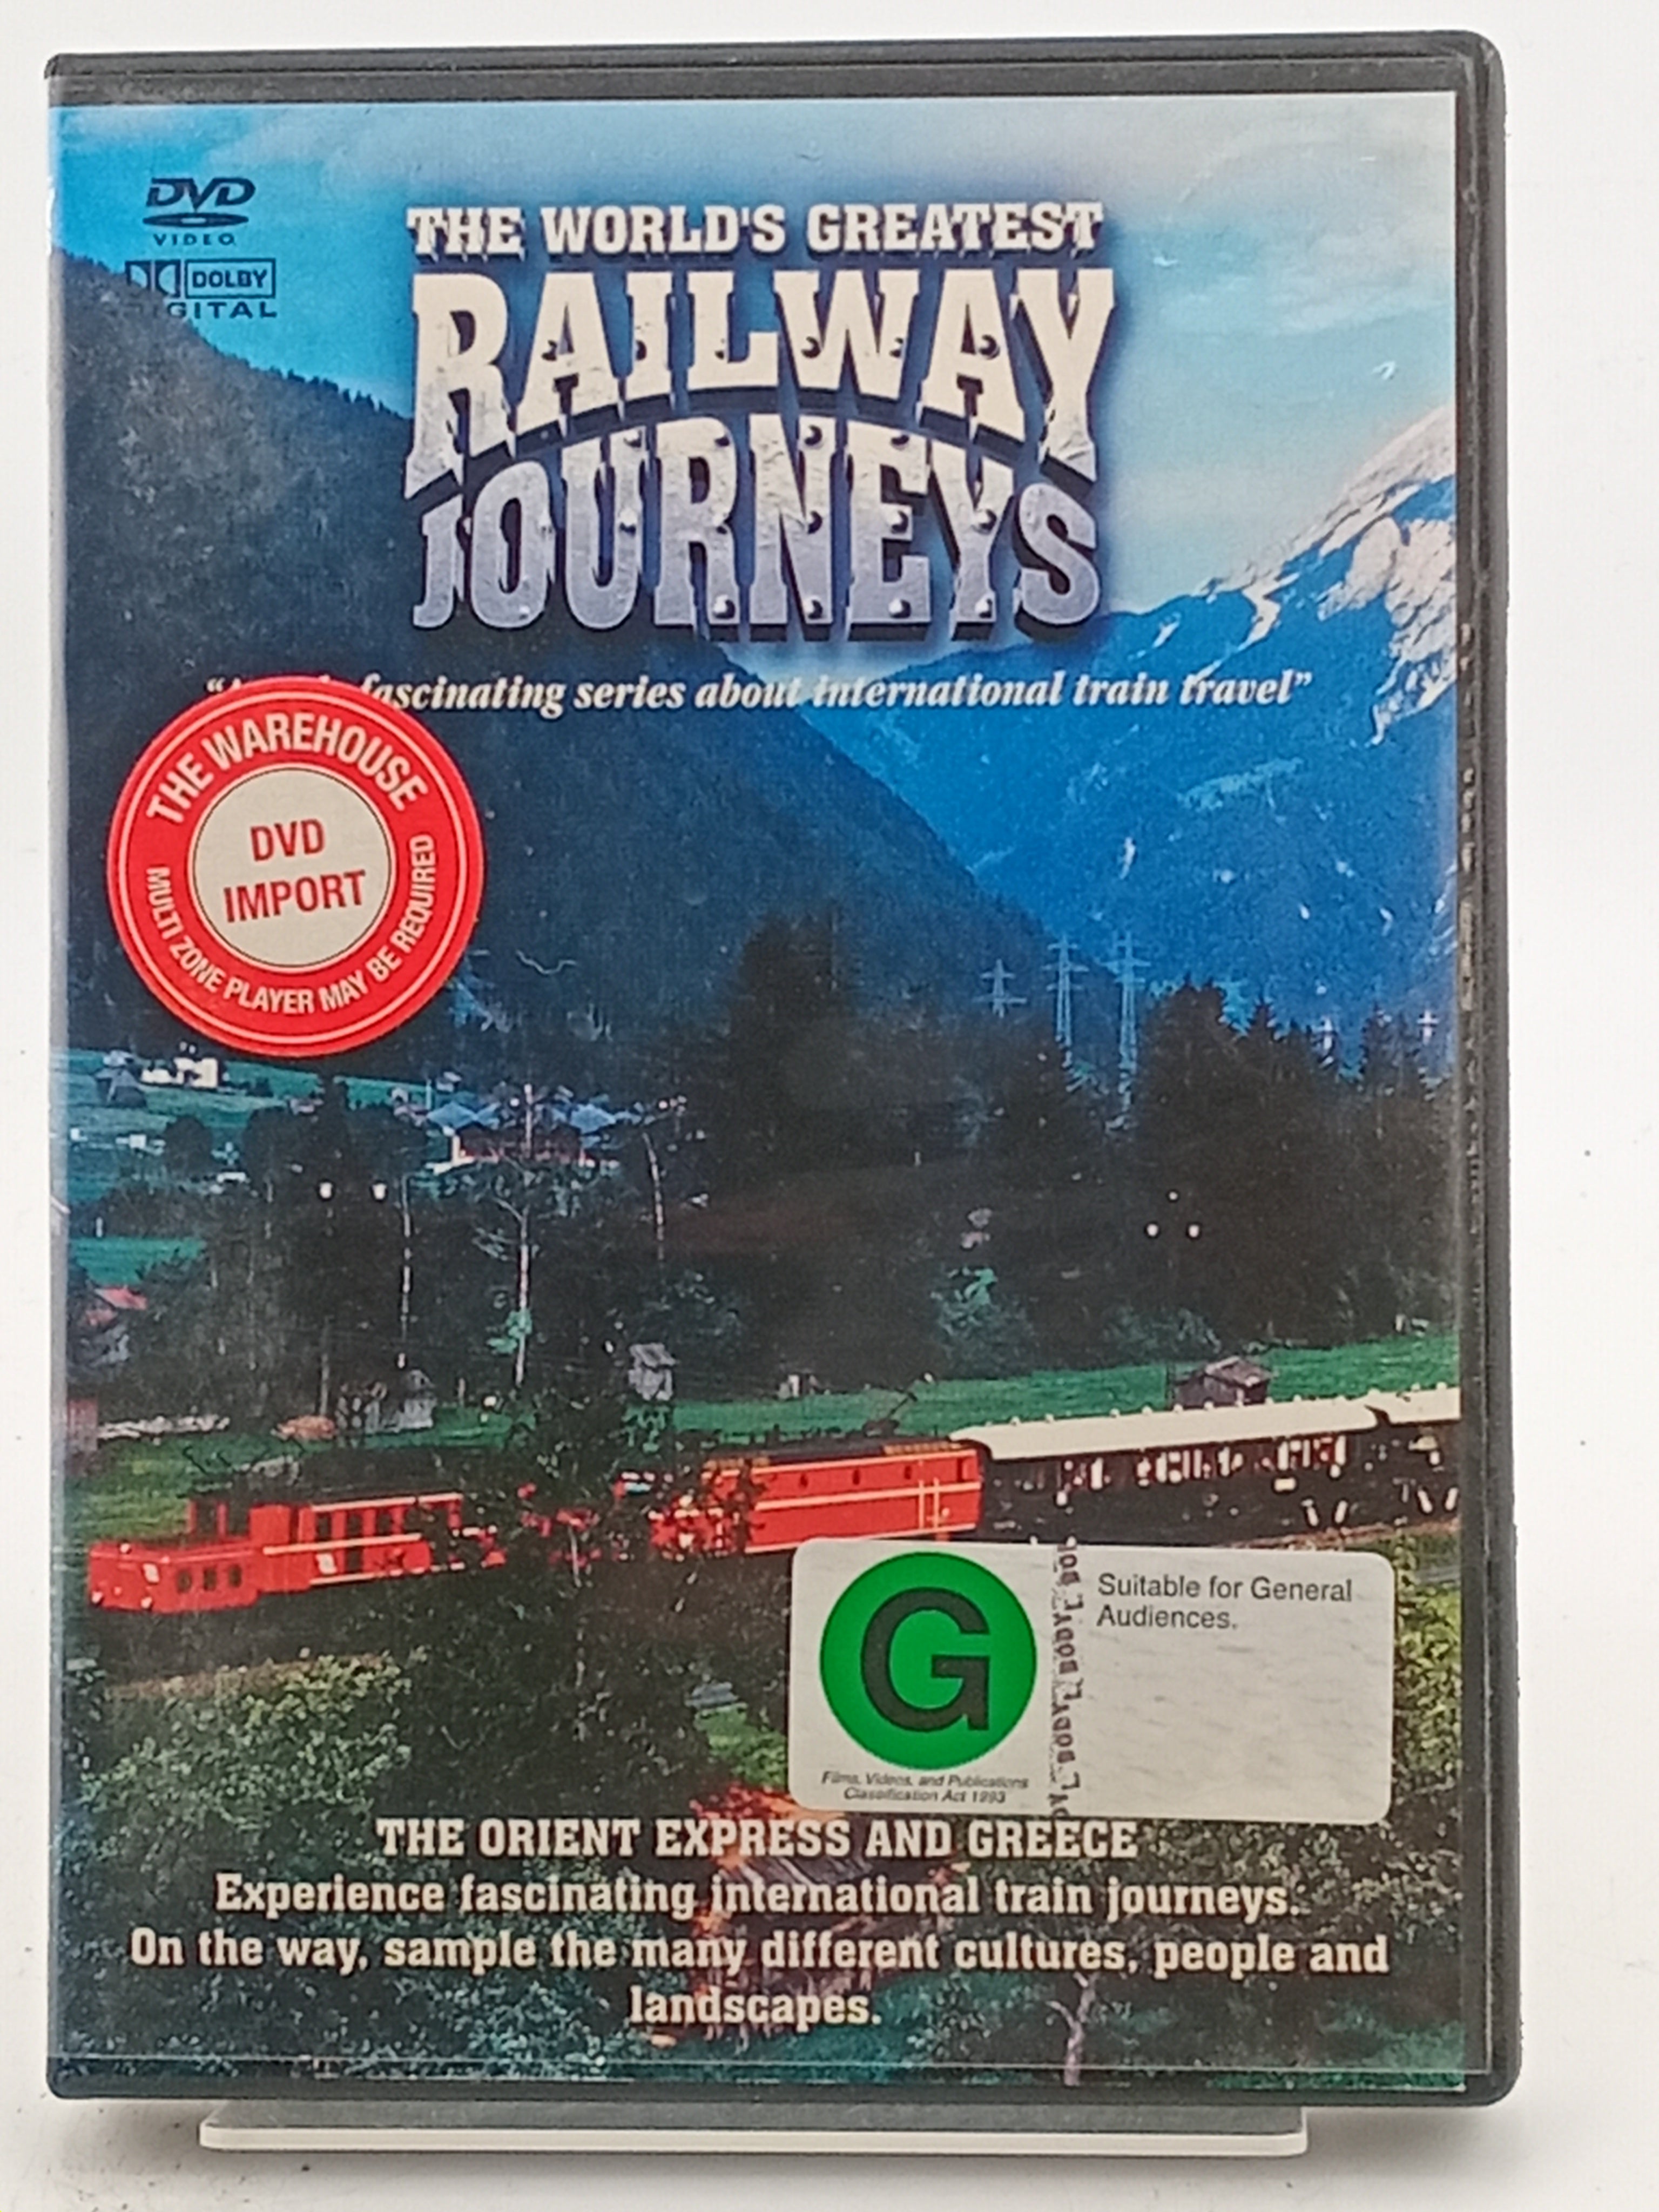 DVD
VIDEO
DOLBY
DIGITAL
THE WORLD'S GREATEST
RAILWAY
JOURNEYS
fascinating series about international train travel”
THE WAREHOUSE
DVD
IMPORT
MULTI ZONE PLAYER MAY BE REQUIRED
G
Suitable for General
Audiences.
Films, Videos, and Publications
Classification Act 1993
THE ORIENT EXPRESS AND GREECE
Experience fascinating international train journeys.
On the way, sample the many different cultures, people and
landscapes.